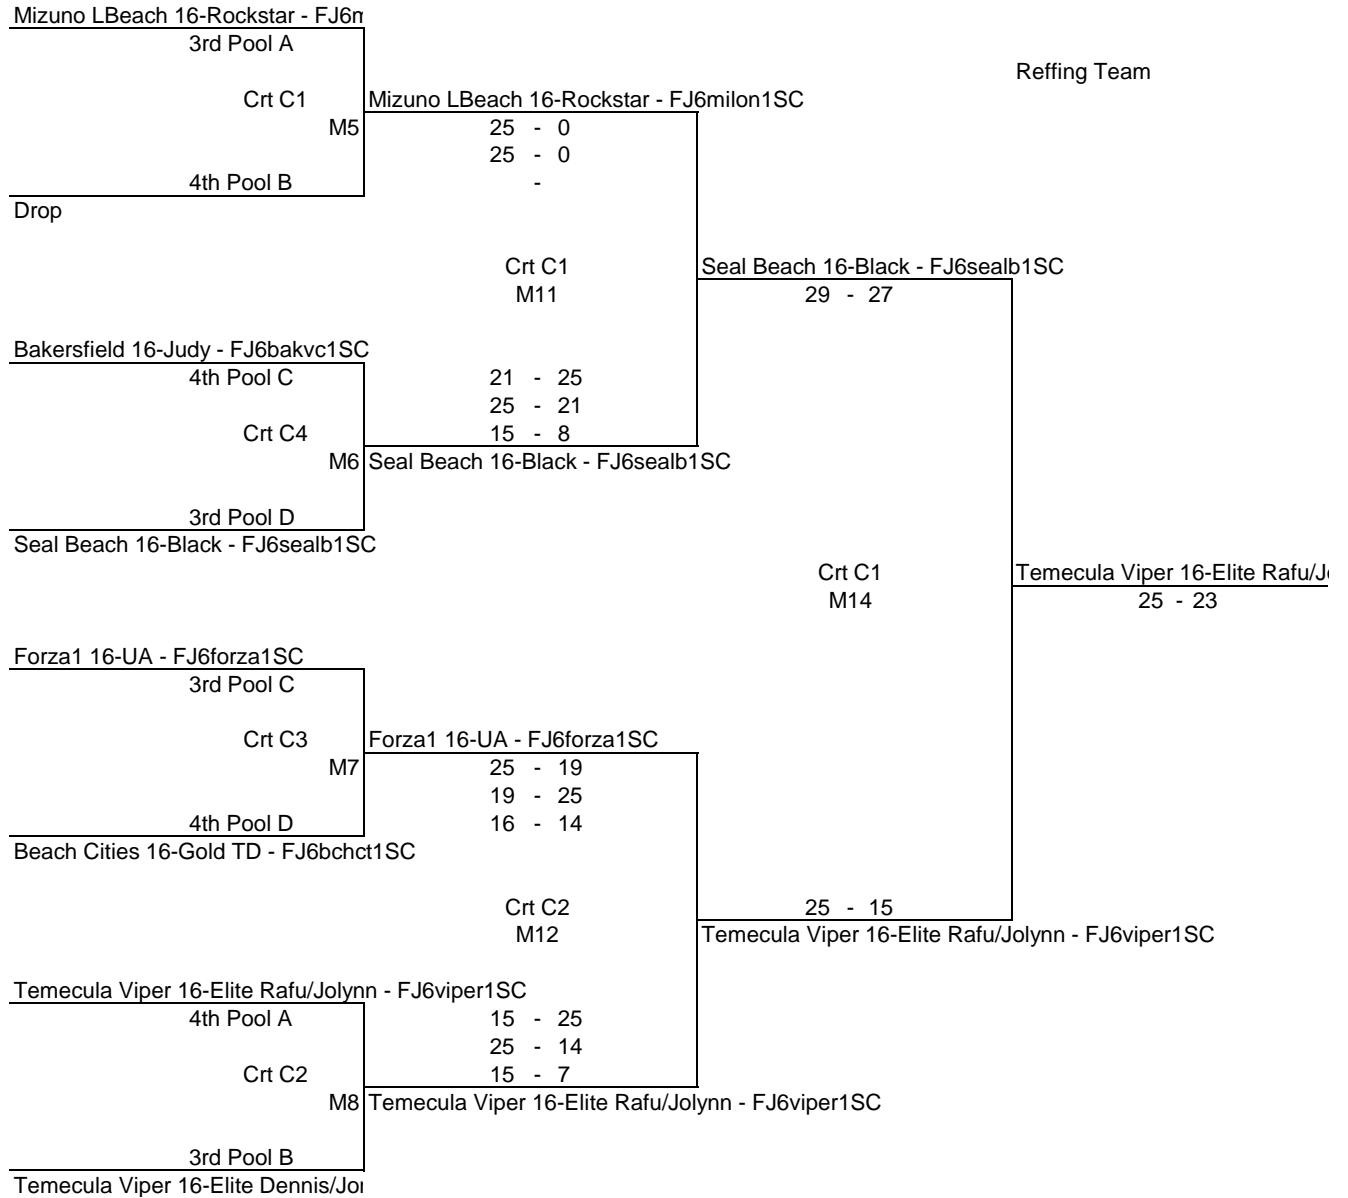 Mizuno LBeach 16-Rockstar - FJ6m
3rd Pool A
Reffing Team
Crt C1 Mizuno LBeach 16-Rockstar - FJ6milon1SC
M5 25 - 0
25 - 0
4th Pool B -
Drop
Crt C1 Seal Beach 16-Black - FJ6sealb1SC
M11 29 - 27
Bakersfield 16-Judy - FJ6bakvc1SC
4th Pool C 21 - 25
25 - 21
Crt C4 15 - 8
M6 Seal Beach 16-Black - FJ6sealb1SC
3rd Pool D
Seal Beach 16-Black - FJ6sealb1SC
Crt C1 Temecula Viper 16-Elite Rafu/J
M14 25 - 23
Forza1 16-UA - FJ6forza1SC
3rd Pool C
Crt C3 Forza1 16-UA - FJ6forza1SC
M7 25 - 19
19 - 25
4th Pool D 16 - 14
Beach Cities 16-Gold TD - FJ6bchct1SC
Crt C2 25 - 15
M12 Temecula Viper 16-Elite Rafu/Jolynn - FJ6viper1SC
Temecula Viper 16-Elite Rafu/Jolynn - FJ6viper1SC
4th Pool A 15 - 25
25 - 14
Crt C2 15 - 7
M8 Temecula Viper 16-Elite Rafu/Jolynn - FJ6viper1SC
3rd Pool B
Temecula Viper 16-Elite Dennis/Jo